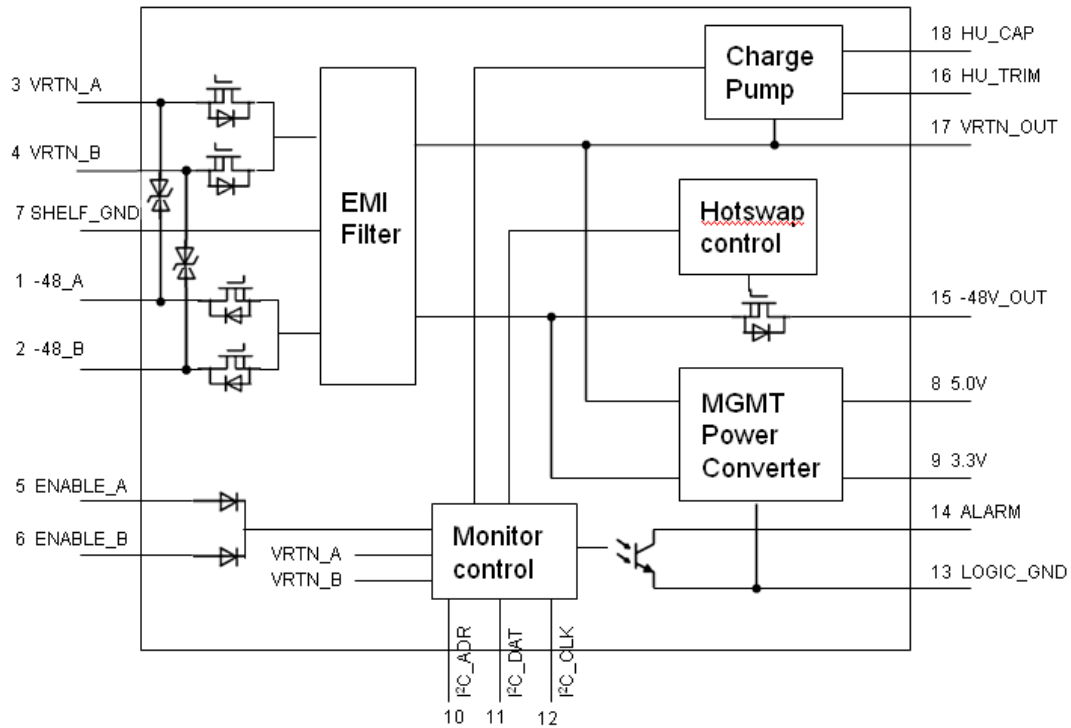 18 HU_CAP
Charge
Pump
16 HU_TRIM
3 VRTN_A
17 VRTN_OUT
4 VRTN_B
EMI
Filter
7 SHELF_GND
Hotswap
control
1 -48_A
15 -48V_OUT
2 -48_B
8 5.0V
MGMT
Power
Converter
9 3.3V
5 ENABLE_A
14 ALARM
6 ENABLE_B
VRTN_A
VRTN_B
Monitor
control
13 LOGIC_GND
I²C_ADR
I²C_DAT
I²C_CLK
10 11 12